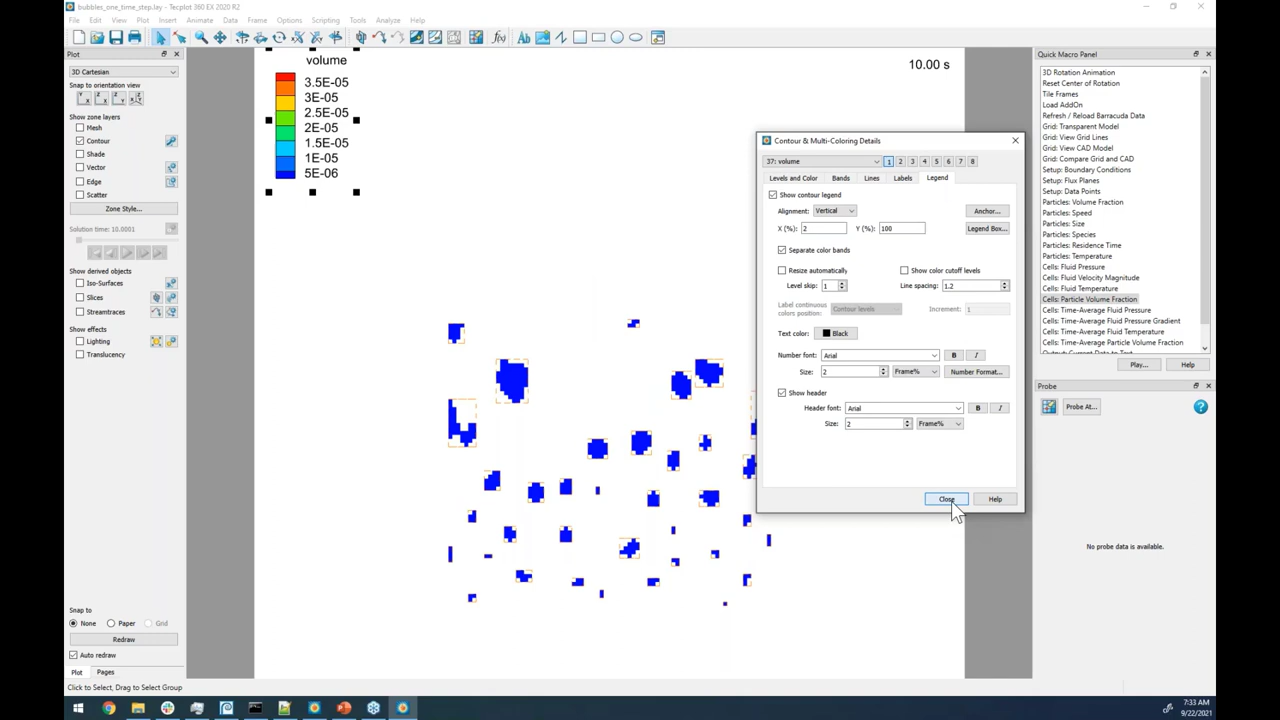 bubbles_one_time_step.lay - Tecplot 360 EX 2020 R2
File Edit View Plot Insert Animate Data Frame Options Scripting Tools Analyze Help
Plot
3D Cartesian
Snap to orientation view
Show zone layers
Mesh
Contour
Shade
Vector
Edge
Scatter
Zone Style...
Solution time: 10.0001
Show derived objects
Iso-Surfaces
Slices
Streamtraces
Show effects
Lighting
Translucency
Snap to
None Paper Grid
Redraw
Auto redraw
Plot Pages
Click to Select, Drag to Select Group
volume
3.5E-05
3E-05
2.5E-05
2E-05
1.5E-05
1E-05
5E-06
10.00 s
Contour & Multi-Coloring Details
37: volume 1 2 3 4 5 6 7 8
Levels and Color Bands Lines Labels Legend
Show contour legend
Alignment: Vertical Anchor...
X (%): 2 Y (%): 100 Legend Box...
Separate color bands
Resize automatically Show color cutoff levels
Level skip: 1 Line spacing: 1.2
Label continuous
colors position: Contour levels Increment: 1
Text color: Black
Number font: Arial B I
Size: 2 Frame% Number Format...
Show header
Header font: Arial B I
Size: 2 Frame%
Close Help
Quick Macro Panel
3D Rotation Animation
Reset Center of Rotation
Tile Frames
Load AddOn
Refresh / Reload Barracuda Data
Grid: Transparent Model
Grid: View Grid Lines
Grid: View CAD Model
Grid: Compare Grid and CAD
Setup: Boundary Conditions
Setup: Flux Planes
Setup: Data Points
Particles: Volume Fraction
Particles: Speed
Particles: Size
Particles: Species
Particles: Residence Time
Particles: Temperature
Cells: Fluid Pressure
Cells: Fluid Velocity Magnitude
Cells: Fluid Temperature
Cells: Particle Volume Fraction
Cells: Time-Average Fluid Pressure
Cells: Time-Average Fluid Pressure Gradient
Cells: Time-Average Fluid Temperature
Cells: Time-Average Particle Volume Fraction
Output: Current Data to Text
Play... Help
Probe
Probe At...
No probe data is available.
7:33 AM
9/22/2021